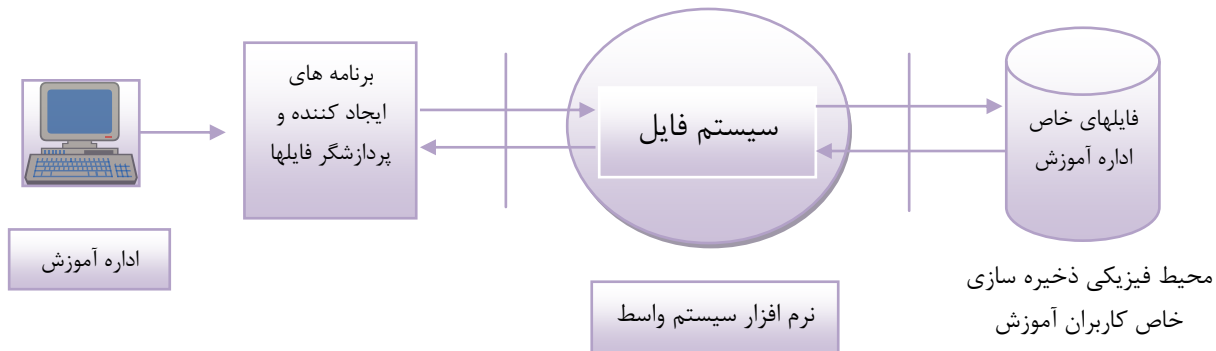 برنامه های
ایجاد کننده و
پردازشگر فایلها
سیستم فایل
فایلهای خاص
اداره آموزش
اداره آموزش
نرم افزار سیستم واسط
محیط فیزیکی ذخیره سازی
خاص کاربران آموزش